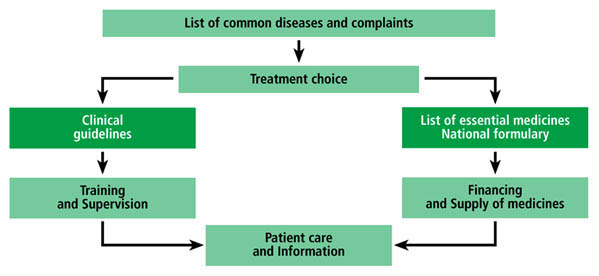 List of common diseases and complaints
Treatment choice
Clinical
guidelines
List of essential medicines
National formulary
Training
and Supervision
Financing
and Supply of medicines
Patient care
and Information